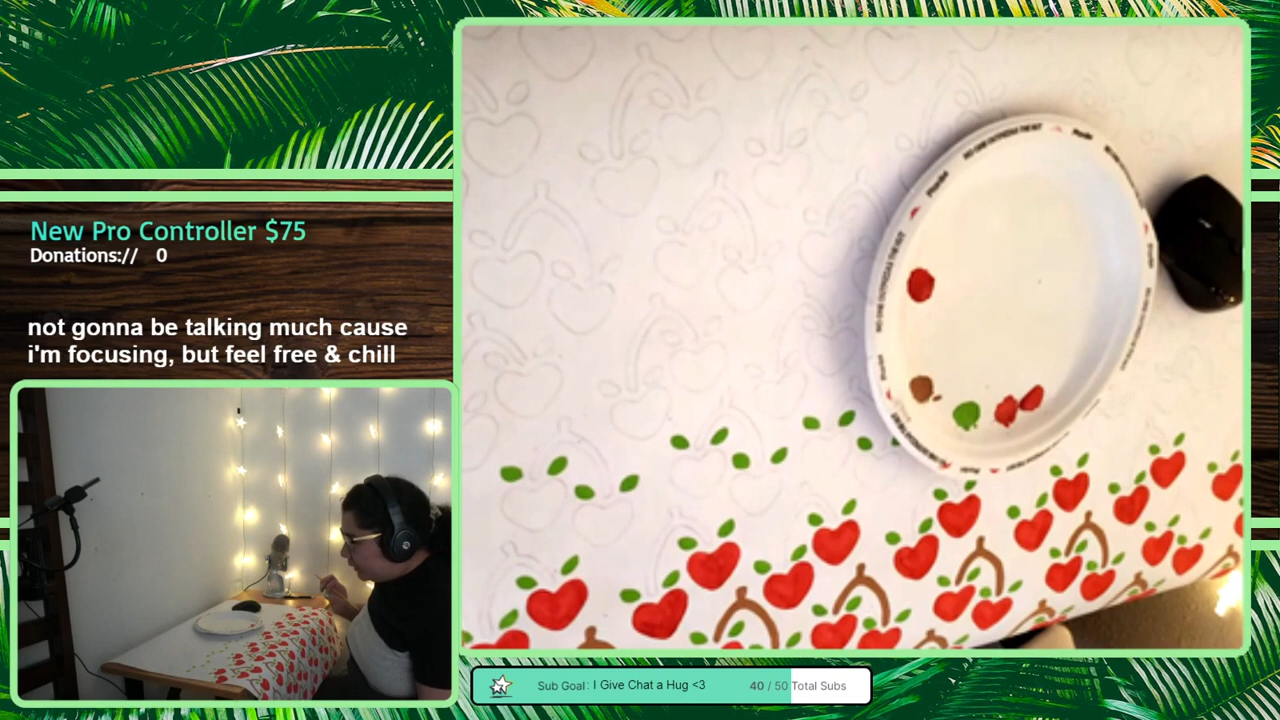 New Pro Controller $75
Donations:// 0
not gonna be talking much cause
i'm focusing, but feel free & chill
Sub Goal: I Give Chat a Hug <3 40 / 50 Total Subs